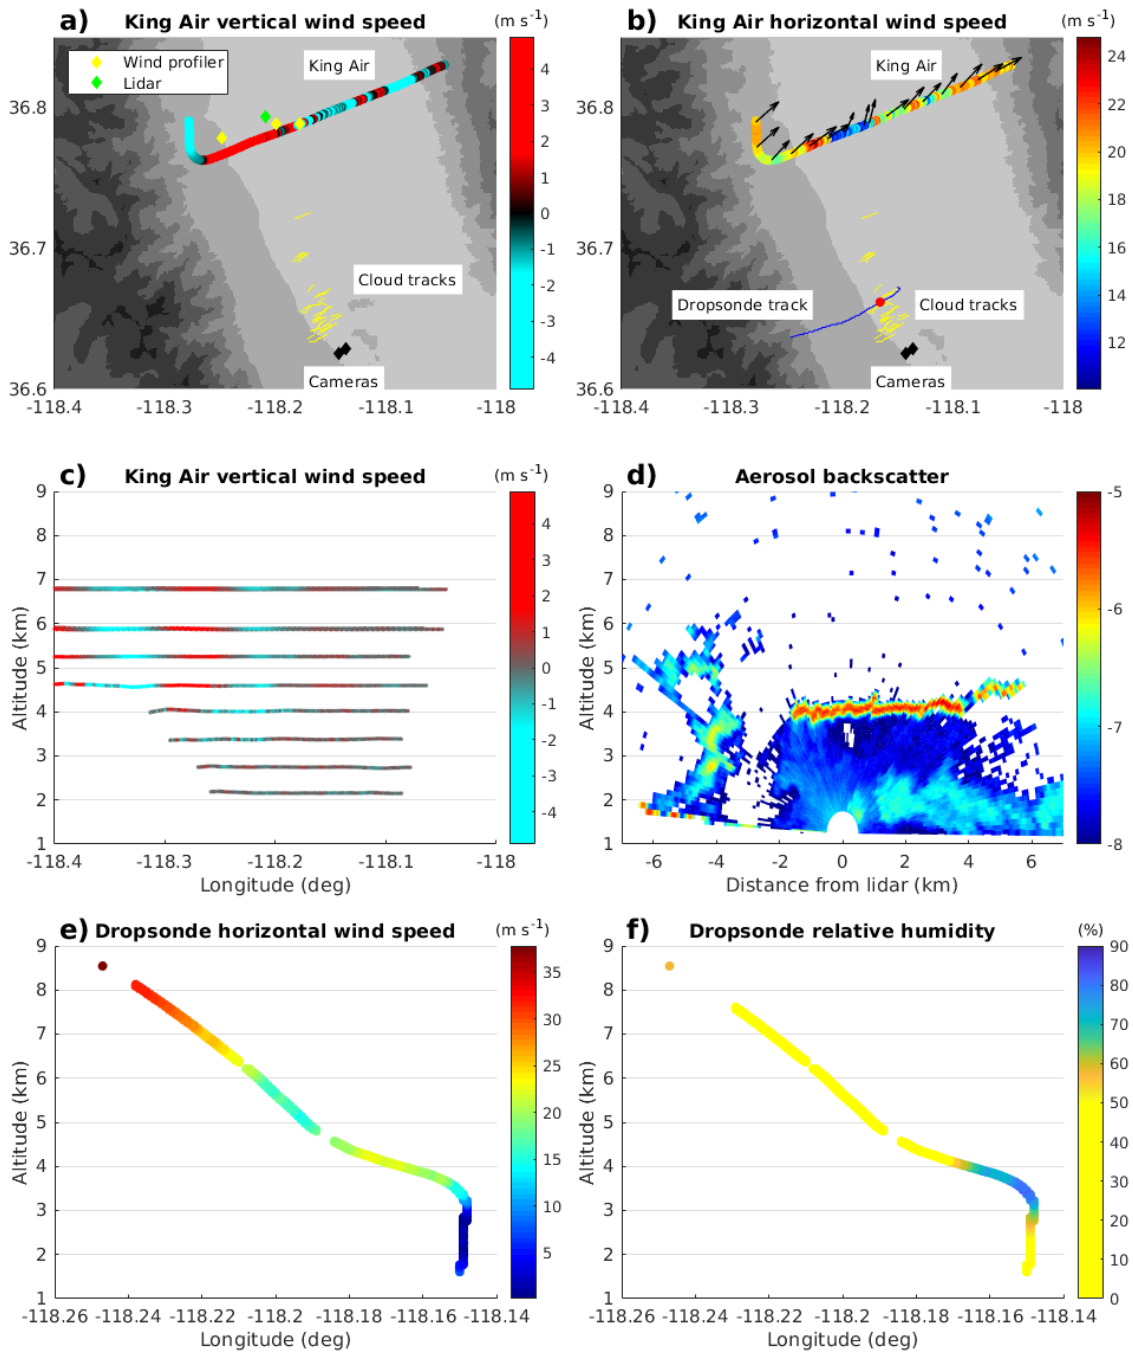 a) King Air vertical wind speed (m s⁻¹)
Wind profiler
Lidar
King Air
Cloud tracks
Cameras
36.8
36.7
36.6
-118.4 -118.3 -118.2 -118.1 -118
4
3
2
1
0
-1
-2
-3
-4
b) King Air horizontal wind speed (m s⁻¹)
King Air
Dropsonde track
Cloud tracks
Cameras
36.8
36.7
36.6
-118.4 -118.3 -118.2 -118.1 -118
24
22
20
18
16
14
12
c) King Air vertical wind speed (m s⁻¹)
Altitude (km)
9
8
7
6
5
4
3
2
1
-118.4 -118.3 -118.2 -118.1 -118
Longitude (deg)
4
2
1
0
-1
-2
-4
d) Aerosol backscatter
Altitude (km)
9
8
7
6
5
4
3
2
1
-6 -4 -2 0 2 4 6
Distance from lidar (km)
-5
-6
-7
-8
e) Dropsonde horizontal wind speed (m s⁻¹)
Altitude (km)
9
8
7
6
5
4
3
2
1
-118.26 -118.24 -118.22 -118.2 -118.18 -118.16 -118.14
Longitude (deg)
35
30
25
20
15
10
5
f) Dropsonde relative humidity (%)
Altitude (km)
9
8
7
6
5
4
3
2
1
-118.26 -118.24 -118.22 -118.2 -118.18 -118.16 -118.14
Longitude (deg)
90
80
70
60
50
40
30
20
10
0